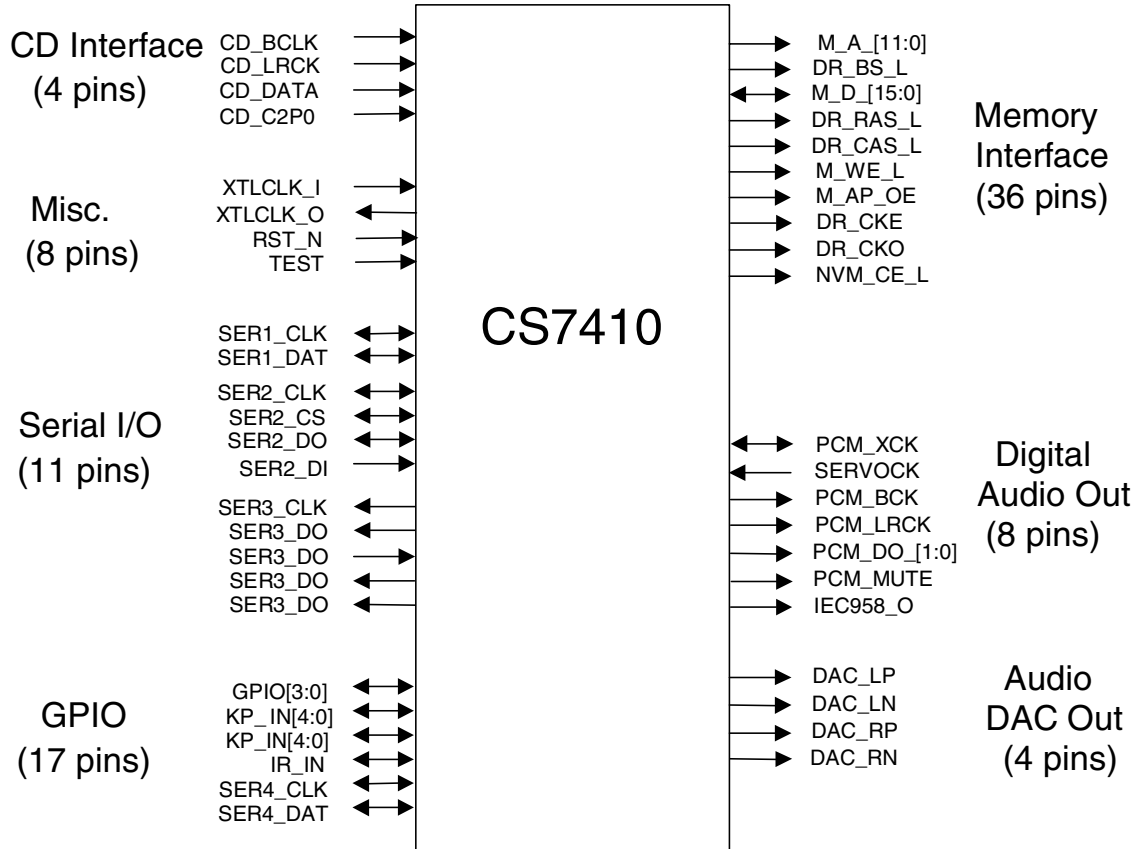 CD Interface
(4 pins)
CD_BCLK
CD_LRCK
CD_DATA
CD_C2P0
Misc.
(8 pins)
XTLCLK_I
XTLCLK_O
RST_N
TEST
Serial I/O
(11 pins)
SER1_CLK
SER1_DAT
SER2_CLK
SER2_CS
SER2_DO
SER2_DI
SER3_CLK
SER3_DO
SER3_DO
SER3_DO
SER3_DO
GPIO
(17 pins)
GPIO[3:0]
KP_IN[4:0]
KP_IN[4:0]
IR_IN
SER4_CLK
SER4_DAT
CS7410
M_A_[11:0]
DR_BS_L
M_D_[15:0]
DR_RAS_L
DR_CAS_L
M_WE_L
M_AP_OE
DR_CKE
DR_CKO
NVM_CE_L
Memory
Interface
(36 pins)
PCM_XCK
SERVOCK
PCM_BCK
PCM_LRCK
PCM_DO_[1:0]
PCM_MUTE
IEC958_O
Digital
Audio Out
(8 pins)
DAC_LP
DAC_LN
DAC_RP
DAC_RN
Audio
DAC Out
(4 pins)